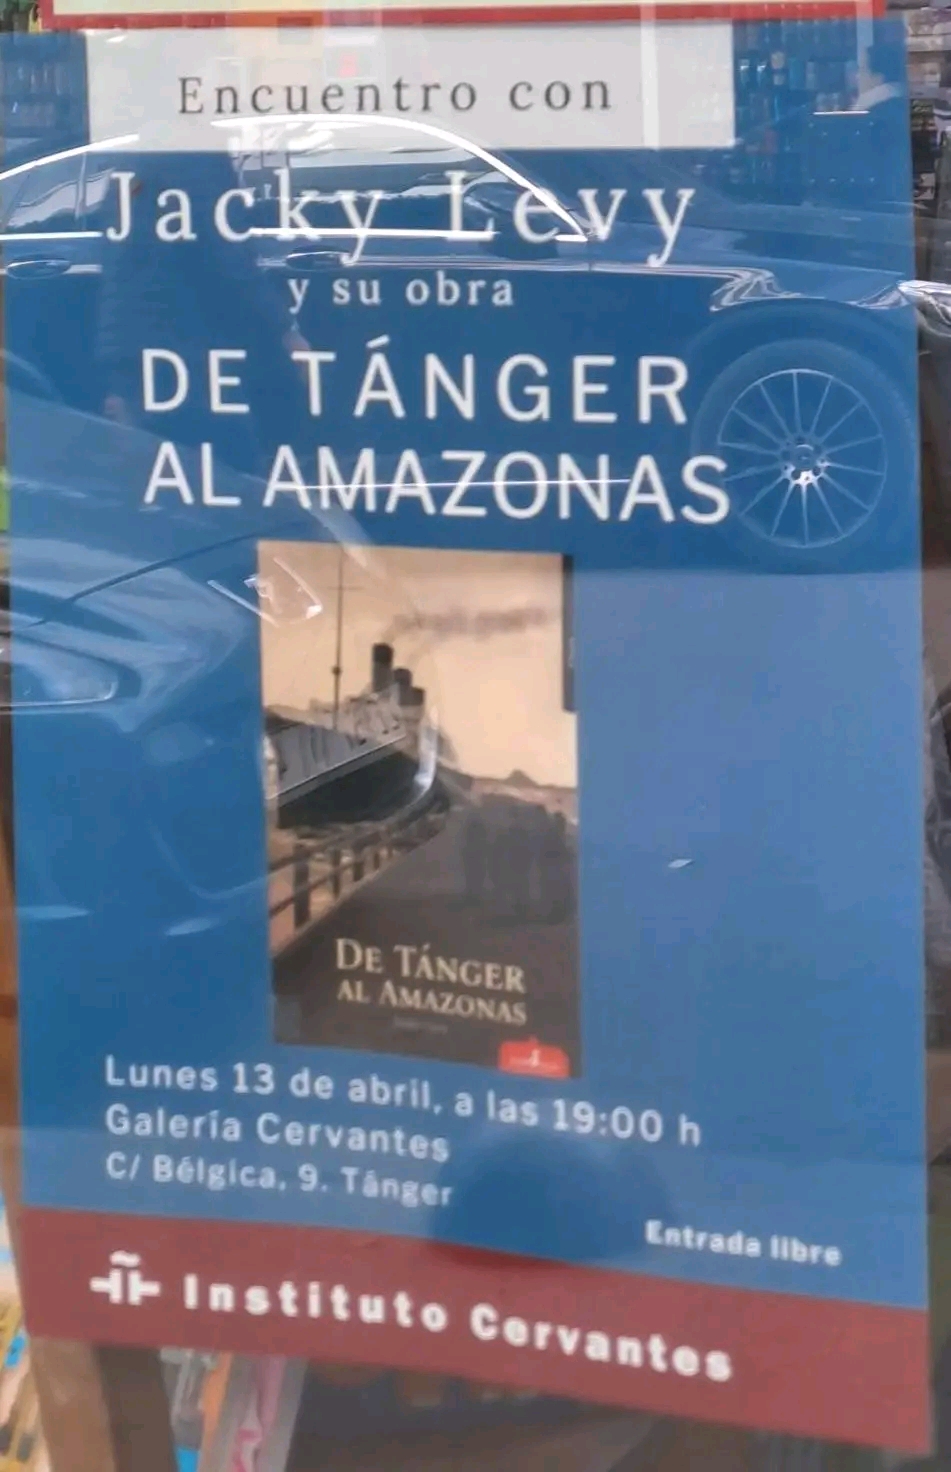 Encuentro con
Jacky Levy
y su obra
DE TÁNGER
AL AMAZONAS
DE TÁNGER
AL AMAZONAS
Lunes 13 de abril, a las 19:00 h
Galería Cervantes
C/ Bélgica, 9. Tánger
Entrada libre
Instituto Cervantes